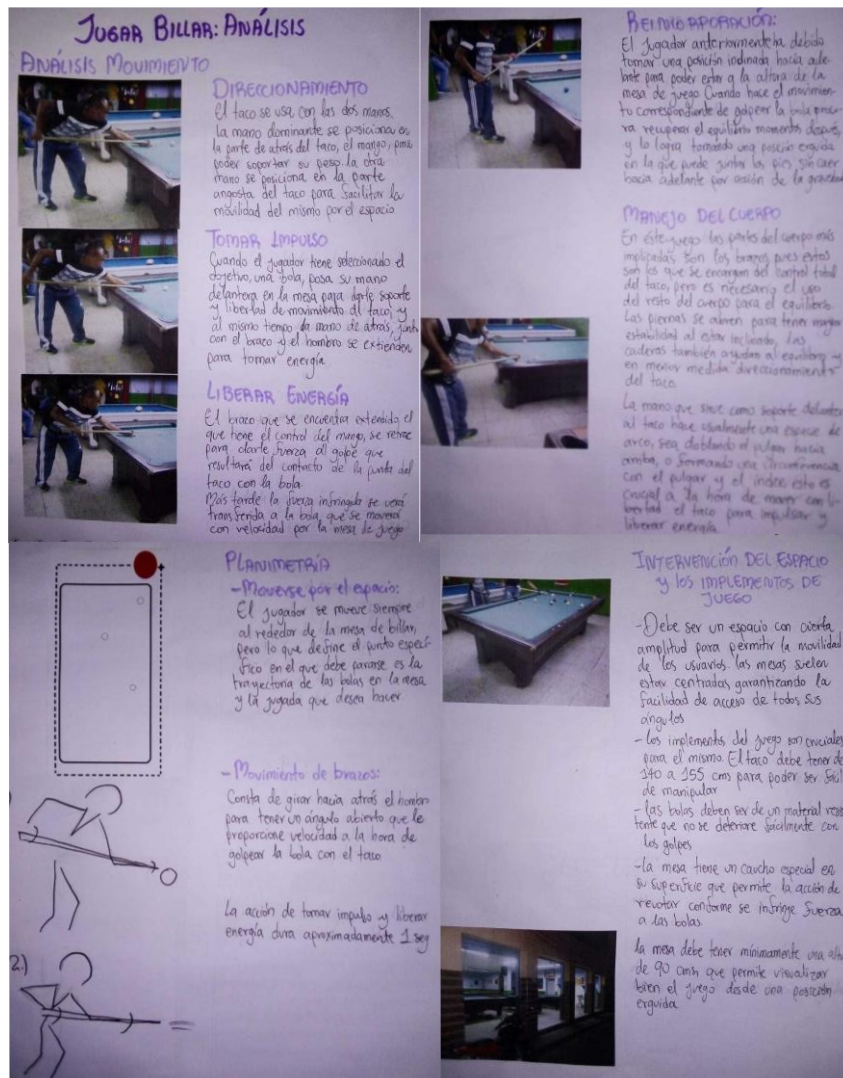 JUGAR BILLAR: ANÁLISIS
ANÁLISIS MOVIMIENTO
DIRECCIONAMIENTO
El taco se usa con las dos manos.
la mano dominante se posiciona en
la parte de atrás del taco, el mango, para
poder soportar su peso. la otra
mano se posiciona en la parte
angosta del taco para facilitar la
movilidad del mismo por el espacio
TOMAR IMPULSO
Cuando el jugador tiene seleccionado el
objetivo, una bola, posa su mano
delantera en la mesa para darle soporte
y libertad de movimiento al taco, y
al mismo tiempo la mano de atrás, junto
con el brazo y el hombro se extienden
para tomar energía.
LIBERAR ENERGÍA
El brazo que se encuentra extendido, el
que tiene el control del mango, se retrae
para darle fuerza al golpe que
resultará del contacto de la punta del
taco con la bola.
Más tarde la fuerza infringida se verá
transferida a la bola, que se moverá
con velocidad por la mesa de juego
REINCORPORACIÓN:
El jugador anteriormente ha debido
tomar una posición inclinada hacia ade-
lante para poder estar a la altura de la
mesa de juego Cuando hace el movimien-
to correspondiente de golpear la bola procu-
ra recuperar el equilibrio momentos después,
y lo logra tomando una posición erguida
en la que puede juntar los pies sin caer
hacia adelante por acción de la gravedad
MANEJO DEL CUERPO
En este juego las partes del cuerpo más
implicadas son los brazos pues estos
son los que se encargan del control total
del taco, pero es necesario el uso
del resto del cuerpo para el equilibrio.
Las piernas se abren para tener mayor
estabilidad al estar inclinado, las
caderas también ayudan al equilibrio y
en menor medida direccionamiento
del taco.
La mano que sirve como soporte delantero
al taco hace usualmente una especie de
arco, sea doblando el pulgar hacia
arriba, o formando una circunferencia
con el pulgar y el índice, esto es
crucial a la hora de mover con li-
bertad el taco para impulsar y
liberar energía
PLANIMETRÍA
- Moverse por el espacio:
El jugador se mueve siempre
al rededor de la mesa de billar,
pero lo que define el punto especí-
fico en el que debe pararse es la
trayectoria de las bolas en la mesa
y la jugada que desea hacer
- Movimiento de brazos:
Consta de girar hacia atrás el hombro
para tener un ángulo abierto que le
proporcione velocidad a la hora de
golpear la bola con el taco
La acción de tomar impulso y liberar
energía dura aproximadamente 1 seg
2.)
INTERVENCIÓN DEL ESPACIO
y los IMPLEMENTOS DE
JUEGO
- Debe ser un espacio con cierta
amplitud para permitir la movilidad
de los usuarios. las mesas suelen
estar centradas garantizando la
facilidad de acceso de todos sus
ángulos
- los implementos del juego son cruciales
para el mismo. El taco debe tener de
140 a 155 cms para poder ser fácil
de manipular
- las bolas deben ser de un material resis
tente que no se deteriore fácilmente con
los golpes
- la mesa tiene un caucho especial en
su superficie que permite la acción de
revotar conforme se infringe fuerza
a las bolas.
la mesa debe tener mínimamente una altu
de 90 cms que permite visualizar
bien el juego desde una posición
erguida